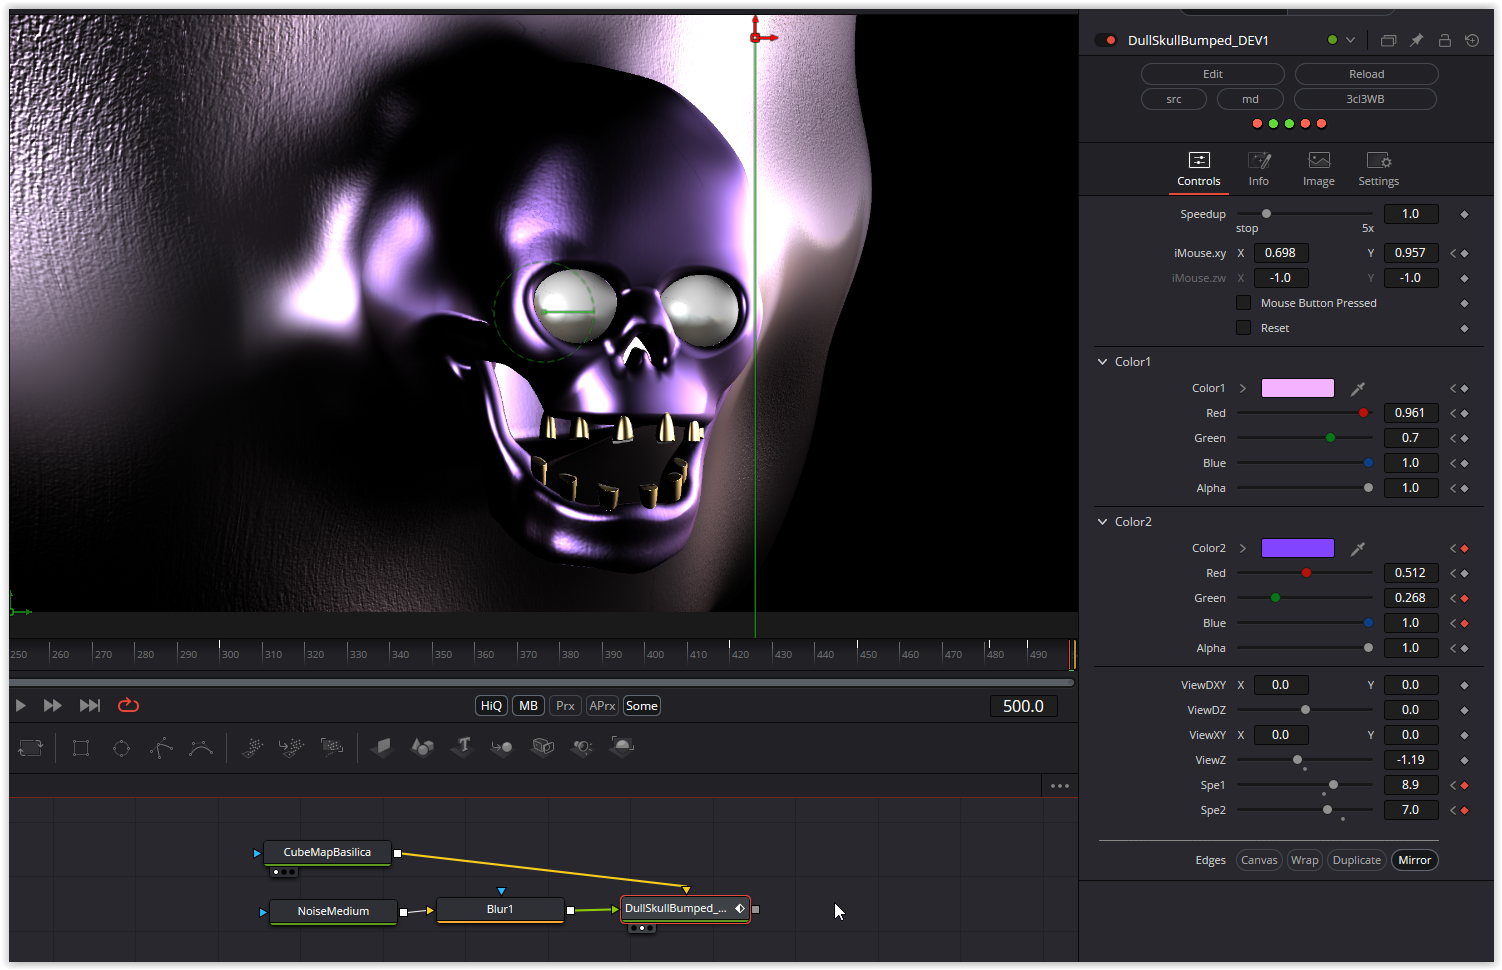 DullSkullBumped_DEV1
Edit Reload
src md 3cl3WB
Controls Info Image Settings
Speedup 1.0
stop 5x
iMouse.xy X 0.698 Y 0.957
iMouse.zw X -1.0 Y -1.0
Mouse Button Pressed
Reset
Color1
Color1
Red 0.961
Green 0.7
Blue 1.0
Alpha 1.0
Color2
Color2
Red 0.512
Green 0.268
Blue 1.0
Alpha 1.0
ViewDXY X 0.0 Y 0.0
ViewDZ 0.0
ViewXY X 0.0 Y 0.0
ViewZ -1.19
Spe1 8.9
Spe2 7.0
Edges Canvas Wrap Duplicate Mirror
250 260 270 280 290 300 310 320 330 340 350 360 370 380 390 400 410 420 430 440 450 460 470 480 490
HiQ MB Prx APrx Some 500.0
CubeMapBasilica
NoiseMedium Blur1 DullSkullBumped_...